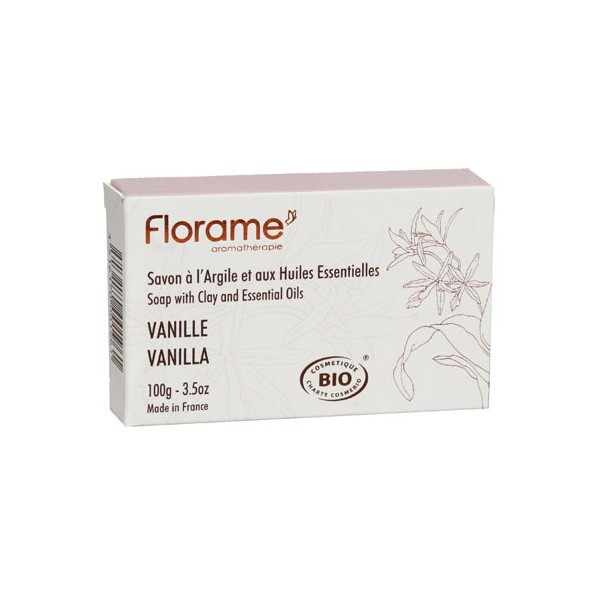 Florame
aromathérapie
Savon à l'Argile et aux Huiles Essentielles
Soap with Clay and Essential Oils
VANILLE
VANILLA
100g - 3.5oz
Made in France
COSMETIQUE
BIO
®
CHARTE COSMÉBIO